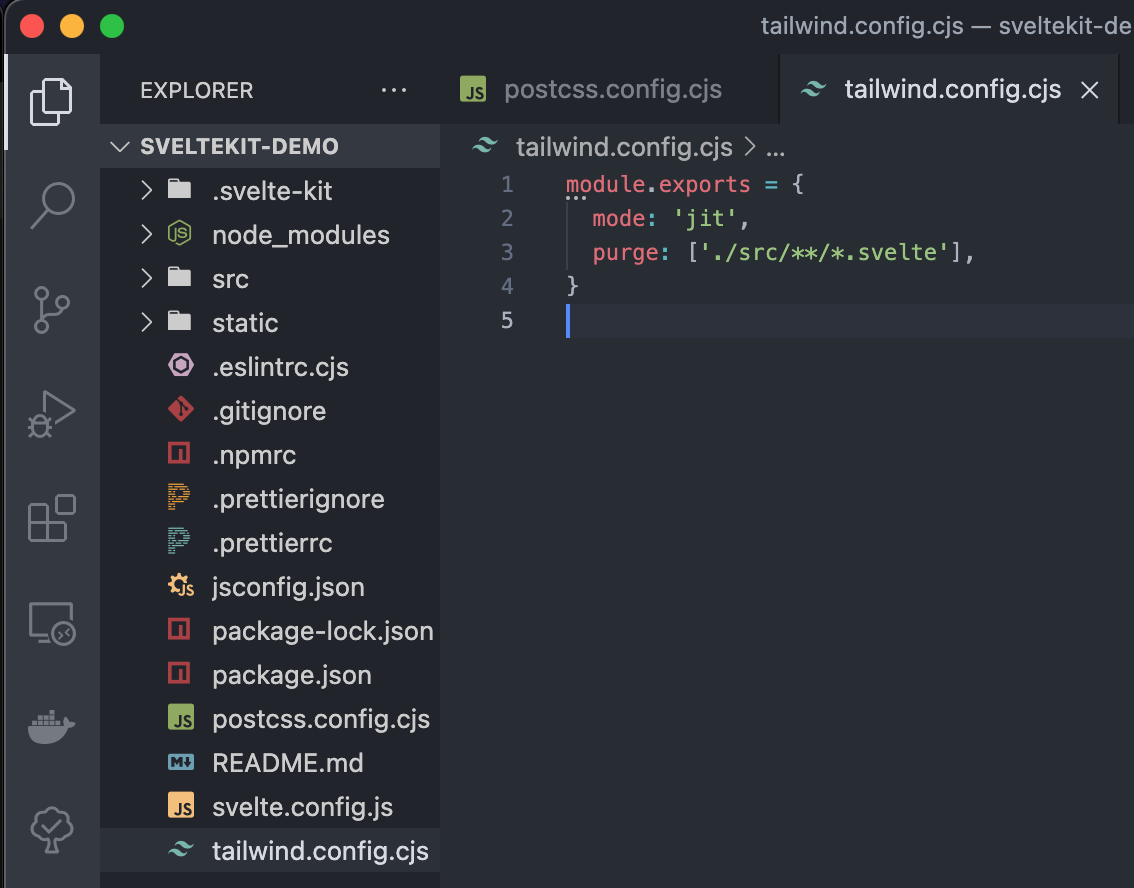 tailwind.config.cjs — sveltekit-de
EXPLORER
postcss.config.cjs
tailwind.config.cjs
SVELTEKIT-DEMO
tailwind.config.cjs > ...
.svelte-kit
node_modules
src
static
.eslintrc.cjs
.gitignore
.npmrc
.prettierignore
.prettierrc
jsconfig.json
package-lock.json
package.json
postcss.config.cjs
README.md
svelte.config.js
tailwind.config.cjs
1 module.exports = {
2 mode: 'jit',
3 purge: ['./src/**/*.svelte'],
4 }
5